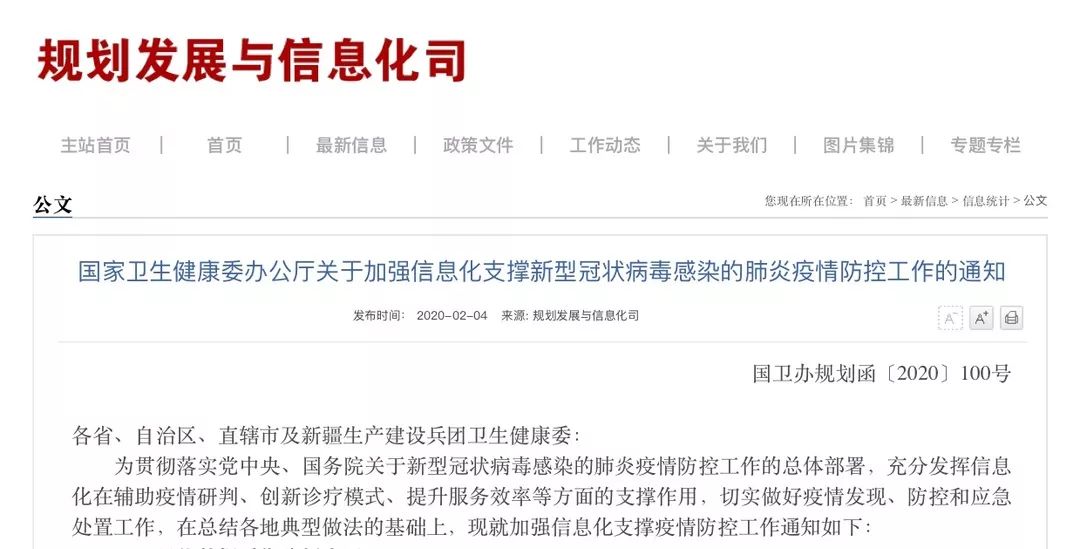 规划发展与信息化司
主站首页 | 首页 | 最新信息 | 政策文件 | 工作动态 | 关于我们 | 图片集锦 | 专题专栏
公文
您现在所在位置： 首页 > 最新信息 > 信息统计 > 公文
国家卫生健康委办公厅关于加强信息化支撑新型冠状病毒感染的肺炎疫情防控工作的通知
发布时间： 2020-02-04 来源: 规划发展与信息化司
A- A+
国卫办规划函〔2020〕100号
各省、自治区、直辖市及新疆生产建设兵团卫生健康委：
为贯彻落实党中央、国务院关于新型冠状病毒感染的肺炎疫情防控工作的总体部署，充分发挥信息
化在辅助疫情研判、创新诊疗模式、提升服务效率等方面的支撑作用，切实做好疫情发现、防控和应急
处置工作，在总结各地典型做法的基础上，现就加强信息化支撑疫情防控工作通知如下：